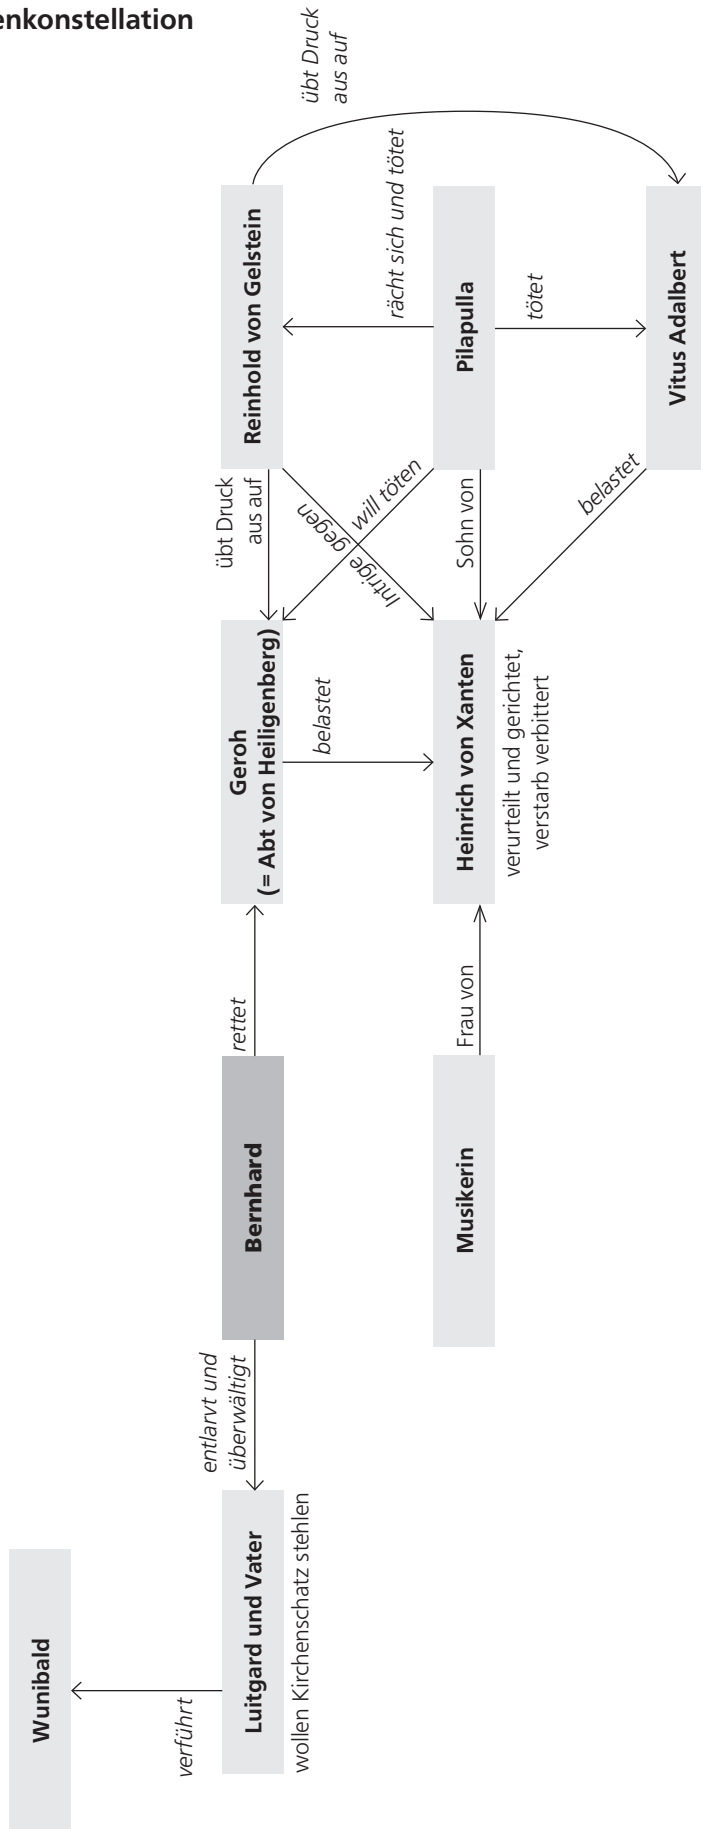 enkonstellation
Wunibald
verführt
Luitgard und Vater
wollen Kirchenschatz stehlen
entlarvt und
überwältigt
Bernhard
rettet
Geroh
(= Abt von Heiligenberg)
belastet
übt Druck
aus auf
Reinhold von Gelstein
übt Druck
aus auf
rächt sich und tötet
Intrige gegen
will töten
Musikerin
Frau von
Heinrich von Xanten
verurteilt und gerichtet,
verstarb verbittert
Sohn von
Pilapulla
tötet
belastet
Vitus Adalbert